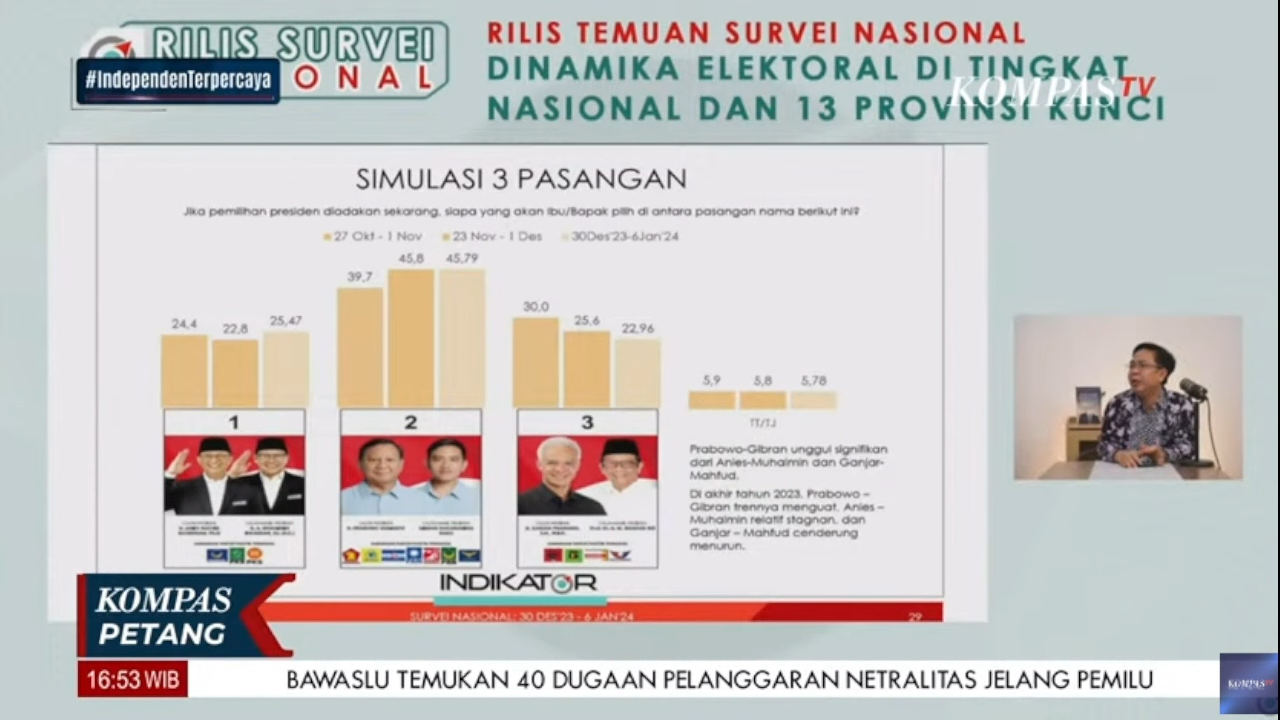 RILIS SURVEI
ONAL
#IndependenTerpercaya
RILIS TEMUAN SURVEI NASIONAL
DINAMIKA ELEKTORAL DI TINGKAT
NASIONAL DAN 13 PROVINSI KUNCI
KOMPASTV
SIMULASI 3 PASANGAN
Jika pemilihan presiden diadakan sekarang, siapa yang akan Ibu/Bapak pilih di antara pasangan nama berikut ini?
27 Okt - 1 Nov 23 Nov - 1 Des 30Des'23-6Jan'24
24,4 22,8 25,47
39,7 45,8 45,79
30,0 25,6 22,96
5,9 5,8 5,78
1 2 3
TT/TJ
Prabowo-Gibran unggul signifikan
dari Anies-Muhaimin dan Ganjar-
Mahfud.
Di akhir tahun 2023, Prabowo –
Gibran trennya menguat, Anies –
Muhaimin relatif stagnan, dan
Ganjar – Mahfud cenderung
menurun.
INDIKATOR
SURVEI NASIONAL: 30 DES'23 - 6 JAN'24
29
KOMPAS
PETANG
16:53 WIB
BAWASLU TEMUKAN 40 DUGAAN PELANGGARAN NETRALITAS JELANG PEMILU
KOMPASTV